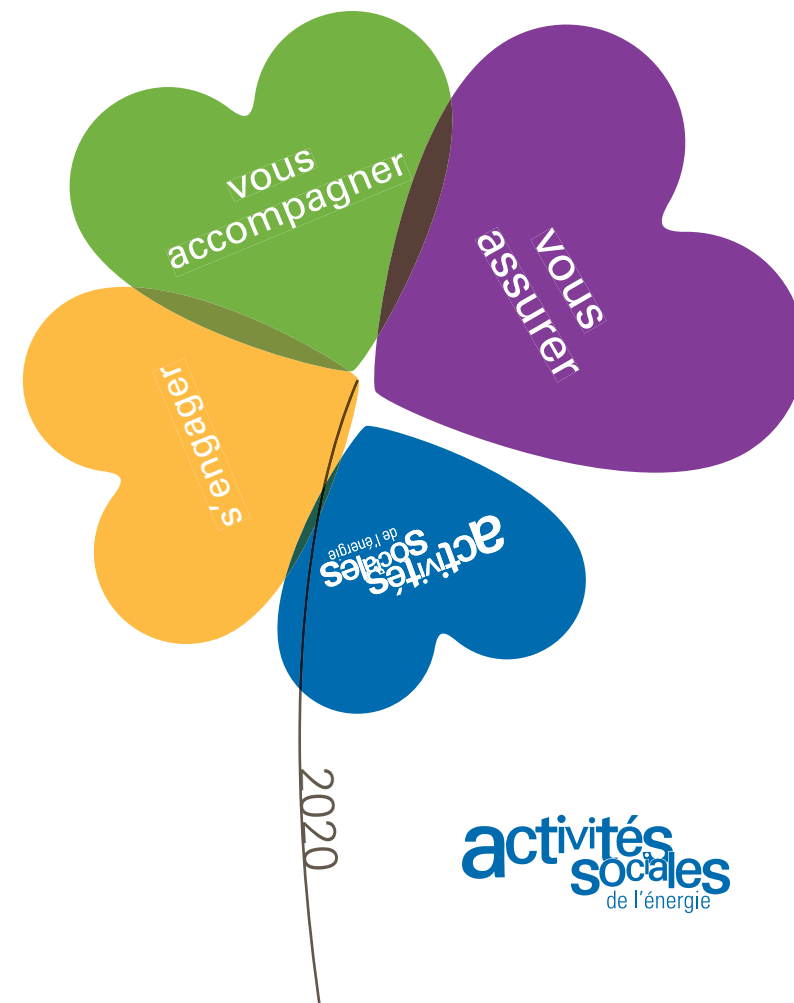 vous
accompagner
vous
assurer
s'engager
activités
sociales
de l'énergie
2020
activités
sociales
de l'énergie